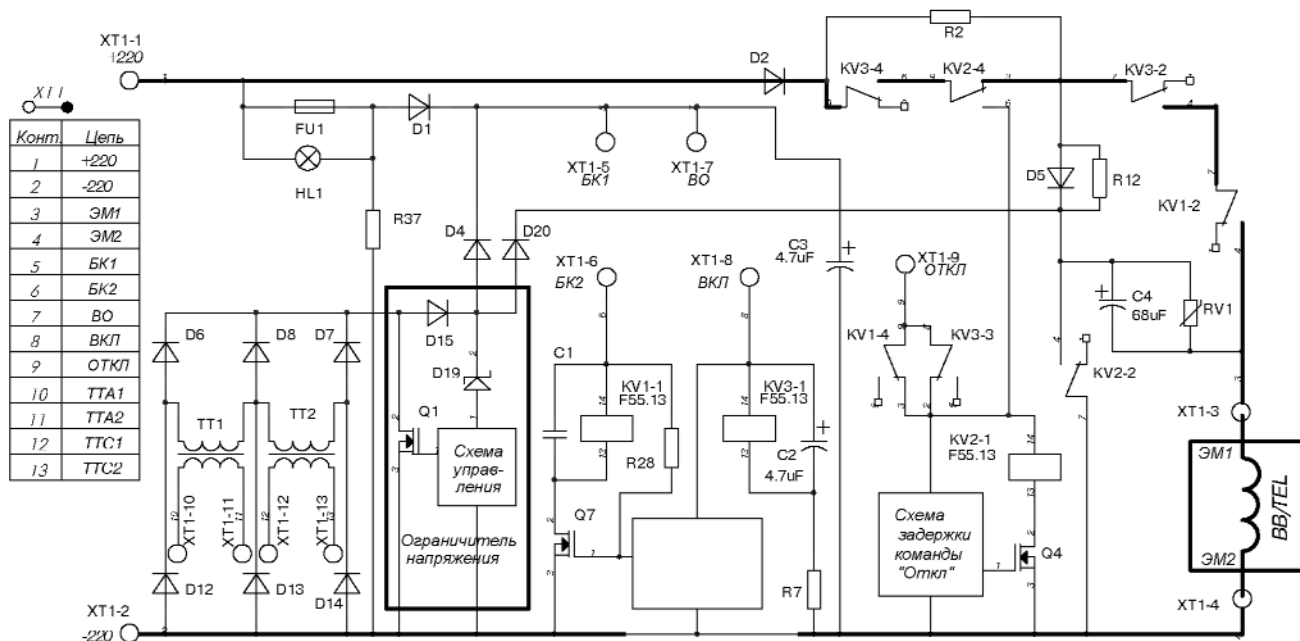 XT1-1
+220
XT1
Конт. Цепь
1 +220
2 -220
3 ЭМ1
4 ЭМ2
5 БК1
6 БК2
7 ВО
8 ВКЛ
9 ОТКЛ
10 ТТА1
11 ТТА2
12 ТТС1
13 ТТС2
R2
D2
KV3-4
KV2-4
KV3-2
FU1
D1
HL1
XT1-5
БК1
XT1-7
ВО
D5
R12
KV1-2
R37
D4
D20
XT1-6
БК2
XT1-8
ВКЛ
C3
4.7uF
XT1-9
ОТКЛ
C4
68uF
RV1
D6
D8
D7
D15
D19
C1
KV1-1
F55.13
KV3-1
F55.13
KV1-4
KV3-3
KV2-2
TT1
TT2
Q1
Схема
управ-
ления
R28
C2
4.7uF
KV2-1
F55.13
XT1-3
ЭМ1
BB/TEL
ЭМ2
XT1-10
XT1-11
XT1-12
XT1-13
Ограничитель
напряжения
Q7
Схема
задержки
команды
"Откл"
Q4
D12
D13
D14
R7
XT1-4
XT1-2
-220